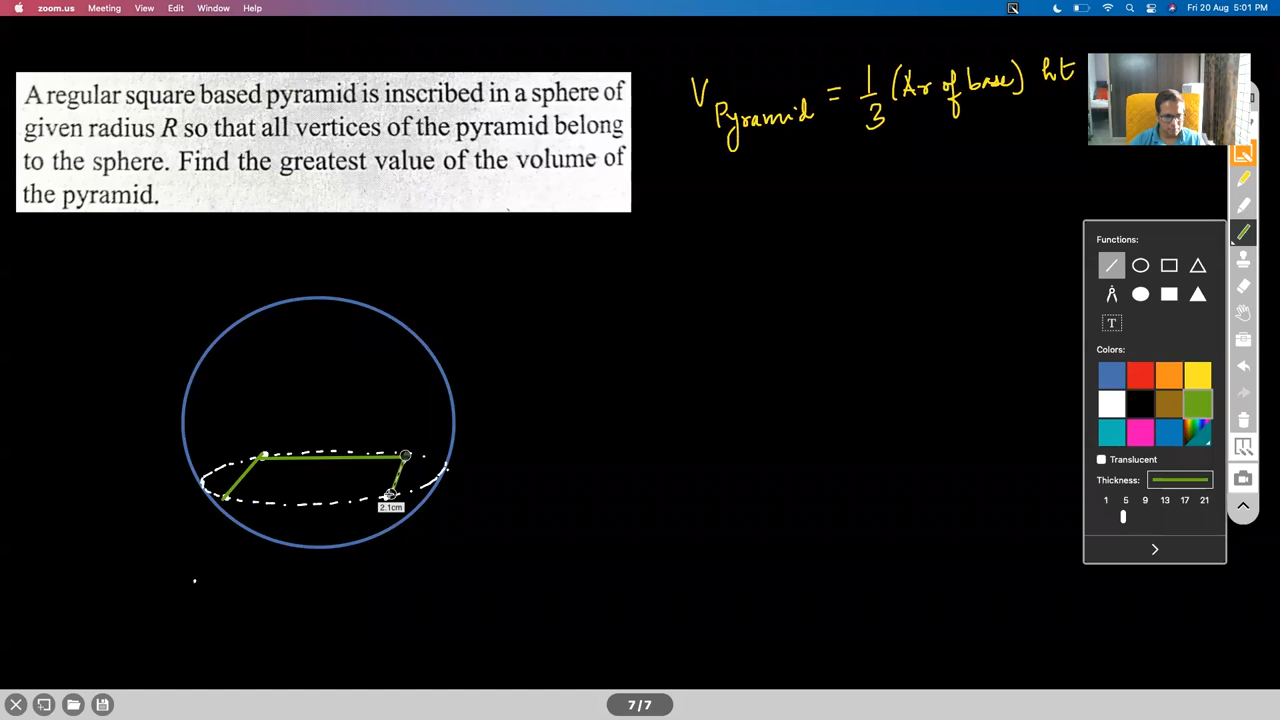 zoom.us Meeting View Edit Window Help Fri 20 Aug 5:01 PM
A regular square based pyramid is inscribed in a sphere of
given radius R so that all vertices of the pyramid belong
to the sphere. Find the greatest value of the volume of
the pyramid.
V Pyramid = 1/3 (Ar of base) ht
Functions:
T
Colors:
Translucent
Thickness:
1 5 9 13 17 21
2.1cm
7/7